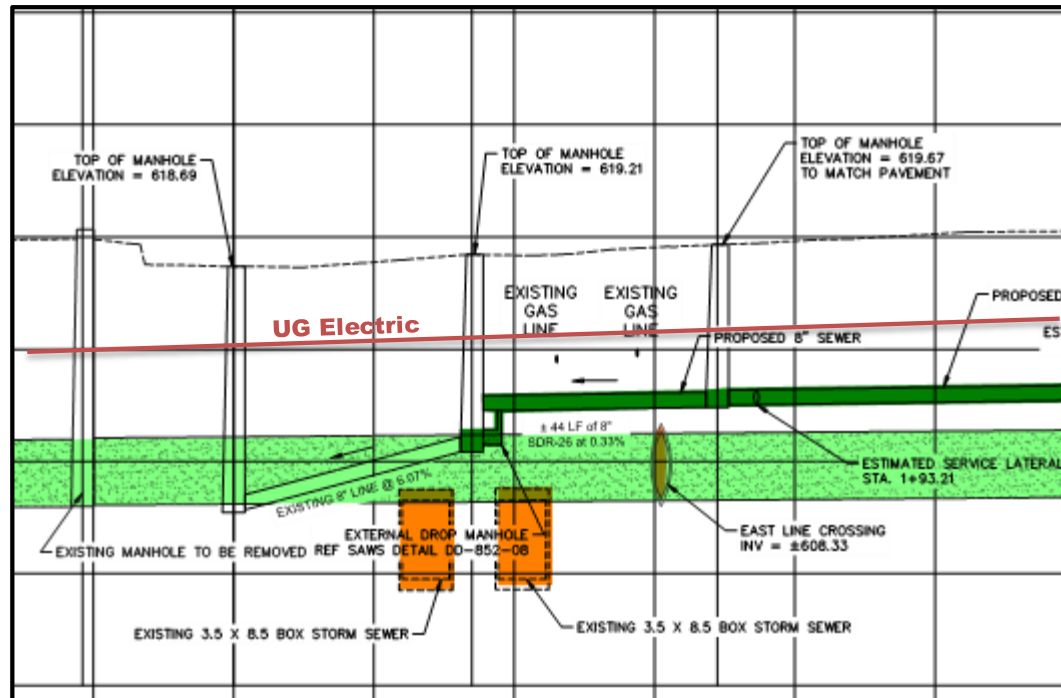 TOP OF MANHOLE
ELEVATION = 618.69
TOP OF MANHOLE
ELEVATION = 619.21
TOP OF MANHOLE
ELEVATION = 619.67
TO MATCH PAVEMENT
EXISTING
GAS
LINE
EXISTING
GAS
LINE
PROPOSED
UG Electric
PROPOSED 8" SEWER
ES
± 44 LF of 8"
SDR-26 at 0.33%
ESTIMATED SERVICE LATERAL
STA. 1+93.21
EXISTING 8" LINE @ 6.07%
EXTERNAL DROP MANHOLE
REF SAWS DETAIL DD-852-08
EXISTING MANHOLE TO BE REMOVED
EAST LINE CROSSING
INV = ±608.33
EXISTING 3.5 X 8.5 BOX STORM SEWER
EXISTING 3.5 X 8.5 BOX STORM SEWER